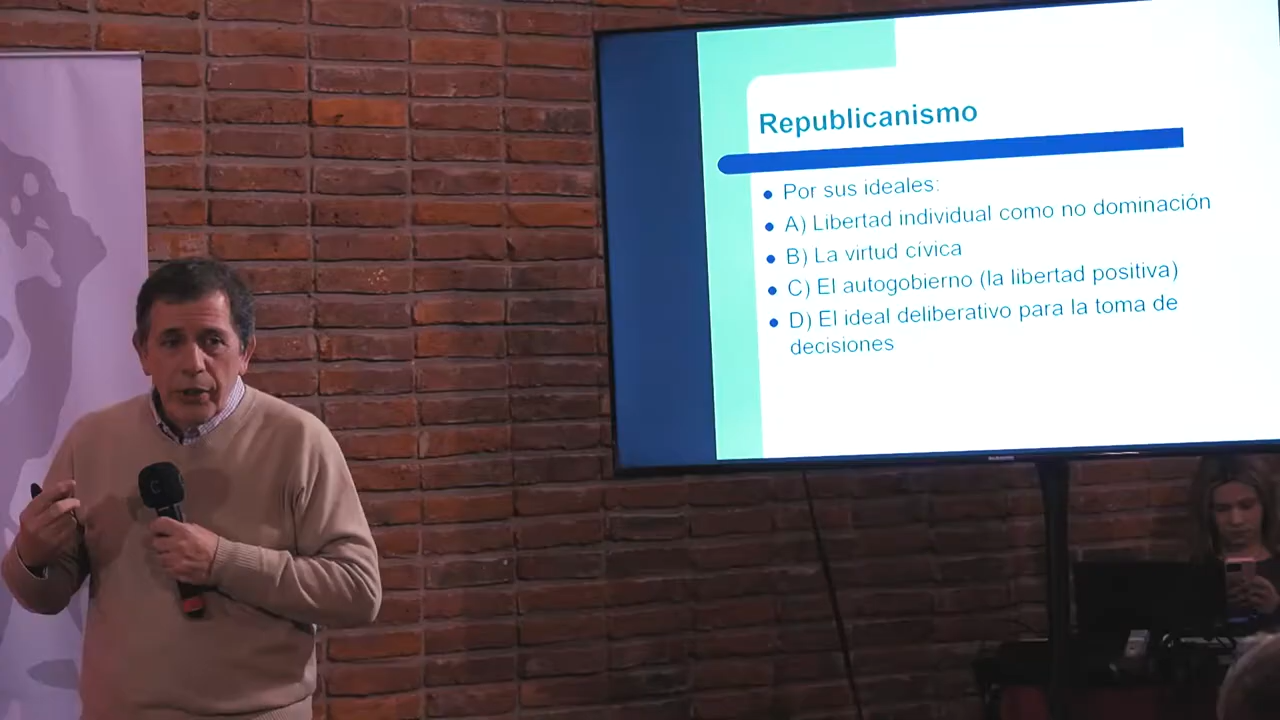 Republicanismo
Por sus ideales:
A) Libertad individual como no dominación
B) La virtud cívica
C) El autogobierno (la libertad positiva)
D) El ideal deliberativo para la toma de
decisiones